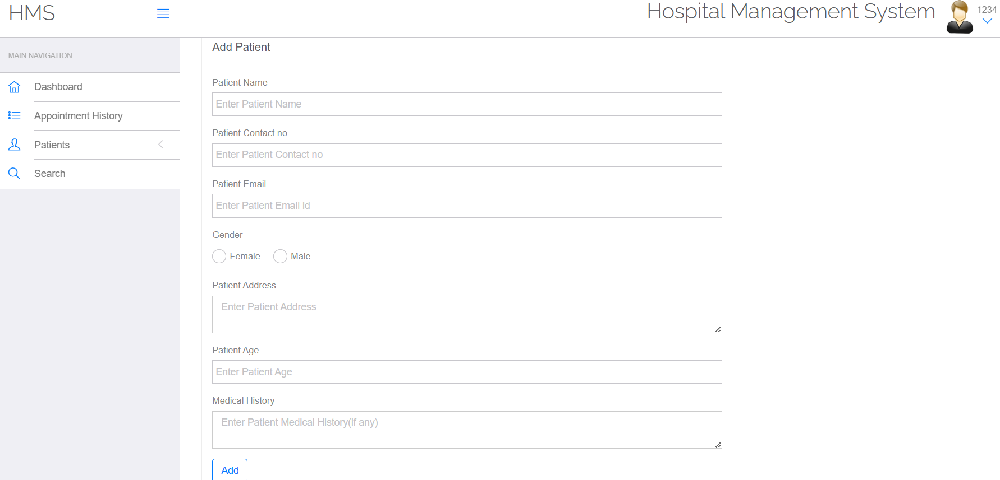 HMS
Hospital Management System
1234
MAIN NAVIGATION
Dashboard
Appointment History
Patients
Search
Add Patient
Patient Name
Enter Patient Name
Patient Contact no
Enter Patient Contact no
Patient Email
Enter Patient Email id
Gender
Female Male
Patient Address
Enter Patient Address
Patient Age
Enter Patient Age
Medical History
Enter Patient Medical History(if any)
Add